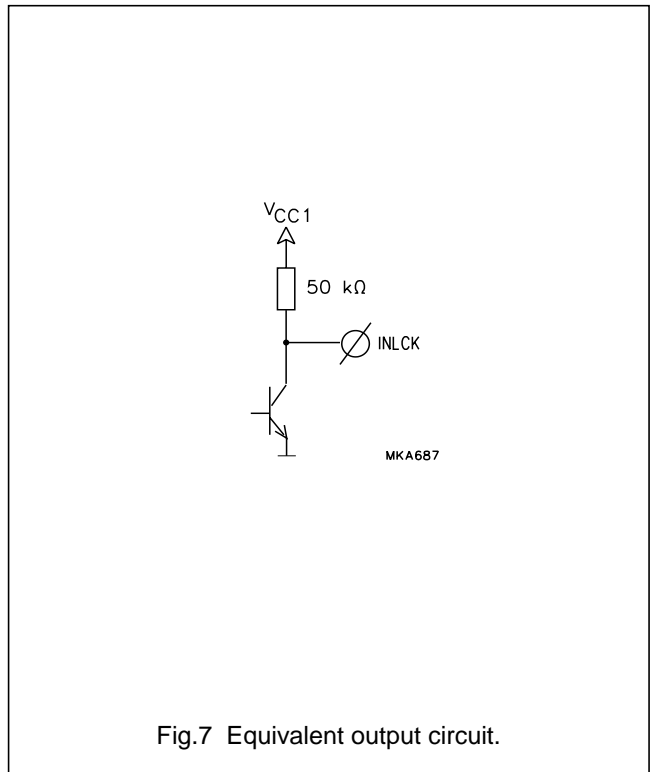 VCC1
50 kΩ
INLCK
MKA687
Fig.7 Equivalent output circuit.